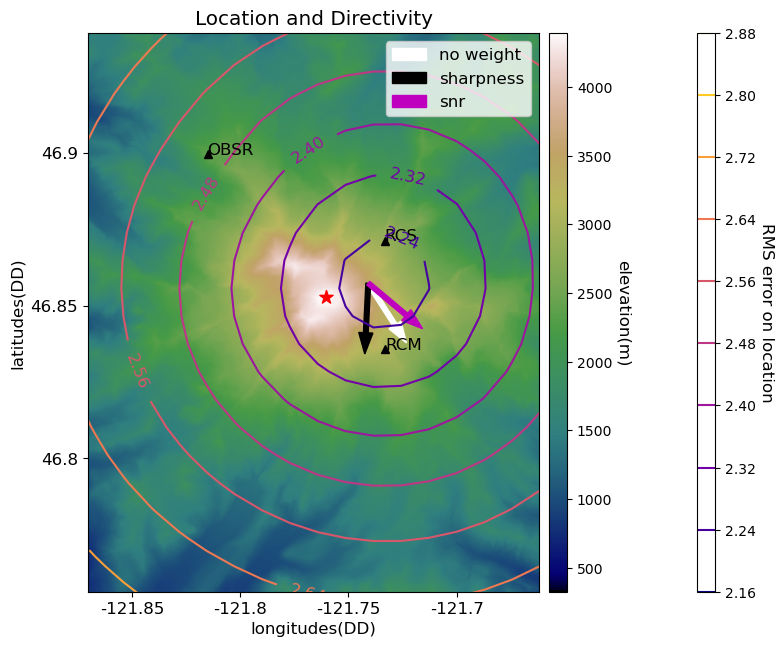 Location and Directivity
no weight
sharpness
snr
OBSR
RCS
RCM
2.24
2.32
2.40
2.48
2.56
46.9
46.85
46.8
latitudes(DD)
-121.85
-121.8
-121.75
-121.7
longitudes(DD)
4000
3500
3000
2500
2000
1500
1000
500
elevation(m)
2.88
2.80
2.72
2.64
2.56
2.48
2.40
2.32
2.24
2.16
RMS error on location